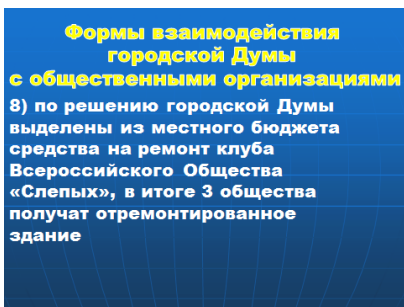 Формы взаимодействия
городской Думы
с общественными организациями
8) по решению городской Думы
выделены из местного бюджета
средства на ремонт клуба
Всероссийского Общества
«Слепых», в итоге 3 общества
получат отремонтированное
здание